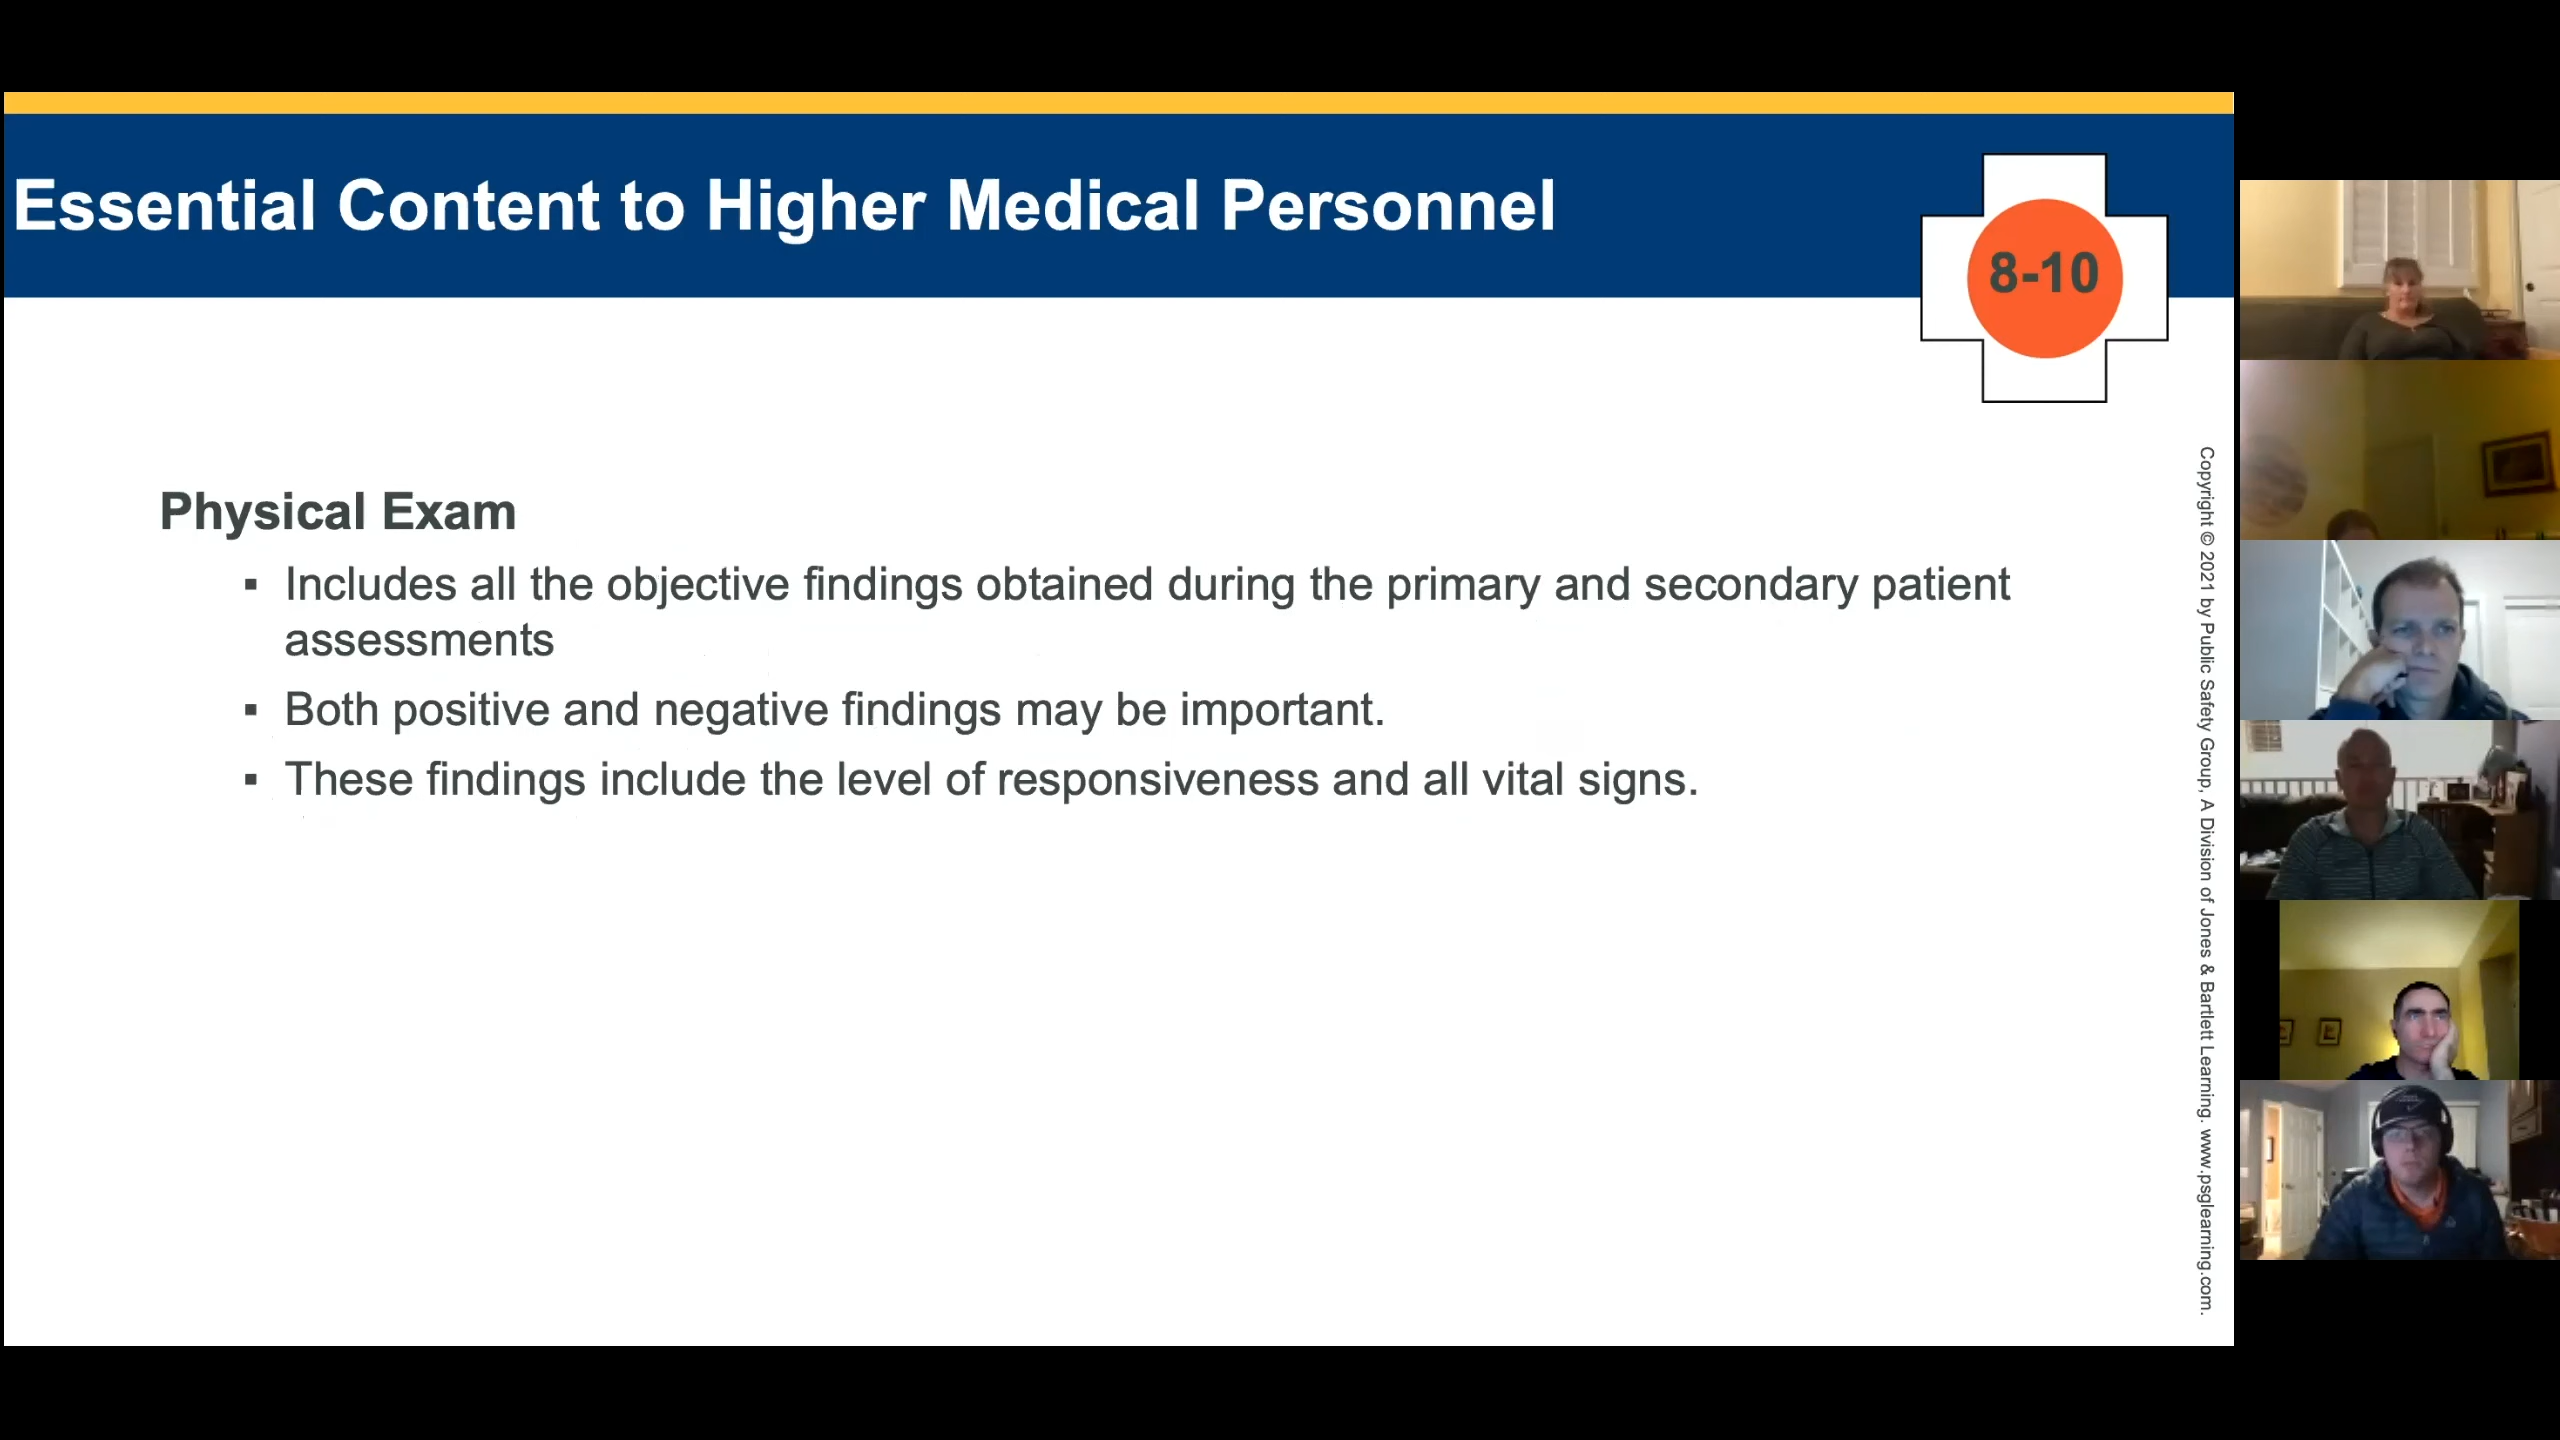 Essential Content to Higher Medical Personnel
8-10
Physical Exam
▪ Includes all the objective findings obtained during the primary and secondary patient
assessments
▪ Both positive and negative findings may be important.
▪ These findings include the level of responsiveness and all vital signs.
Copyright © 2021 by Public Safety Group, A Division of Jones & Bartlett Learning. www.psglearning.com.